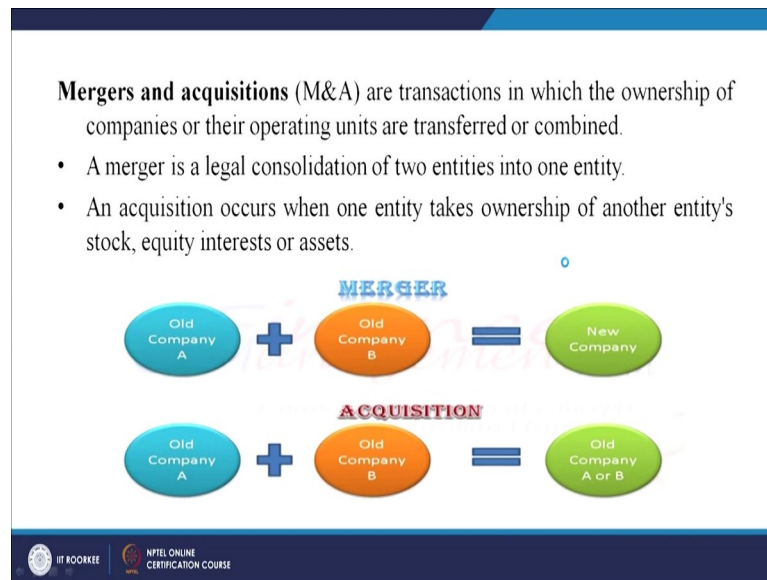 Mergers and acquisitions (M&A) are transactions in which the ownership of
companies or their operating units are transferred or combined.
• A merger is a legal consolidation of two entities into one entity.
• An acquisition occurs when one entity takes ownership of another entity's
stock, equity interests or assets.
MERGER
Old
Company
A
Old
Company
B
New
Company
ACQUISITION
Old
Company
A
Old
Company
B
Old
Company
A or B
IIT ROORKEE
NPTEL ONLINE
CERTIFICATION COURSE